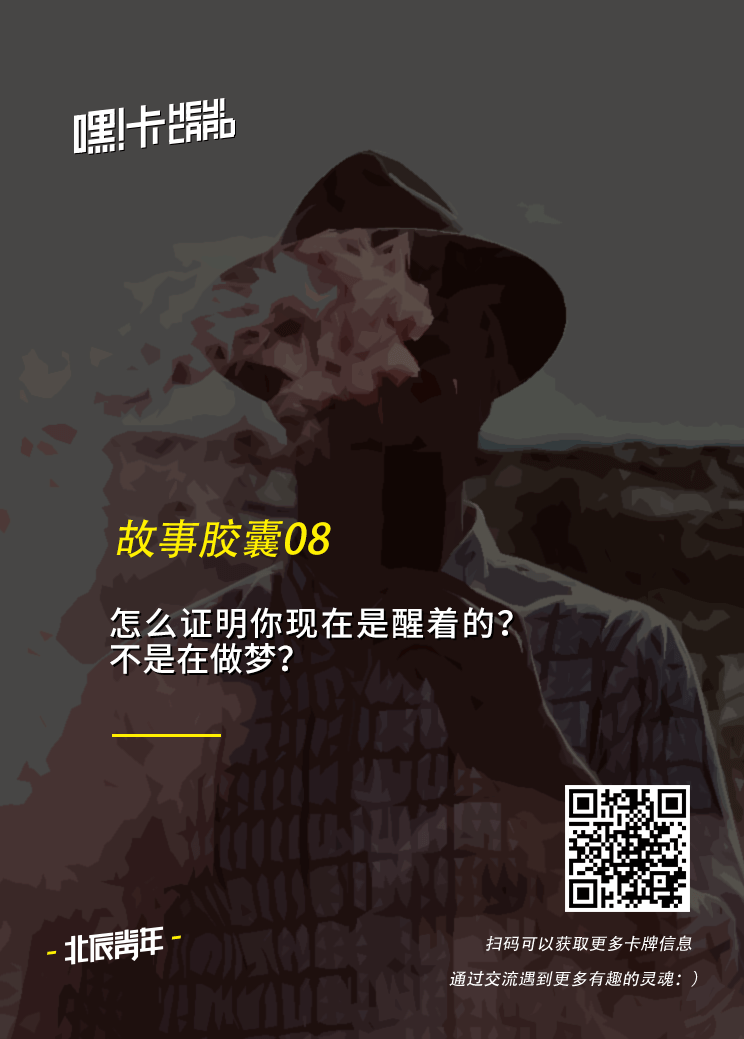 嘿!卡 HEY!
CARD
故事胶囊08
怎么证明你现在是醒着的?
不是在做梦?
- 北辰青年 -
扫码可以获取更多卡牌信息
通过交流遇到更多有趣的灵魂:)